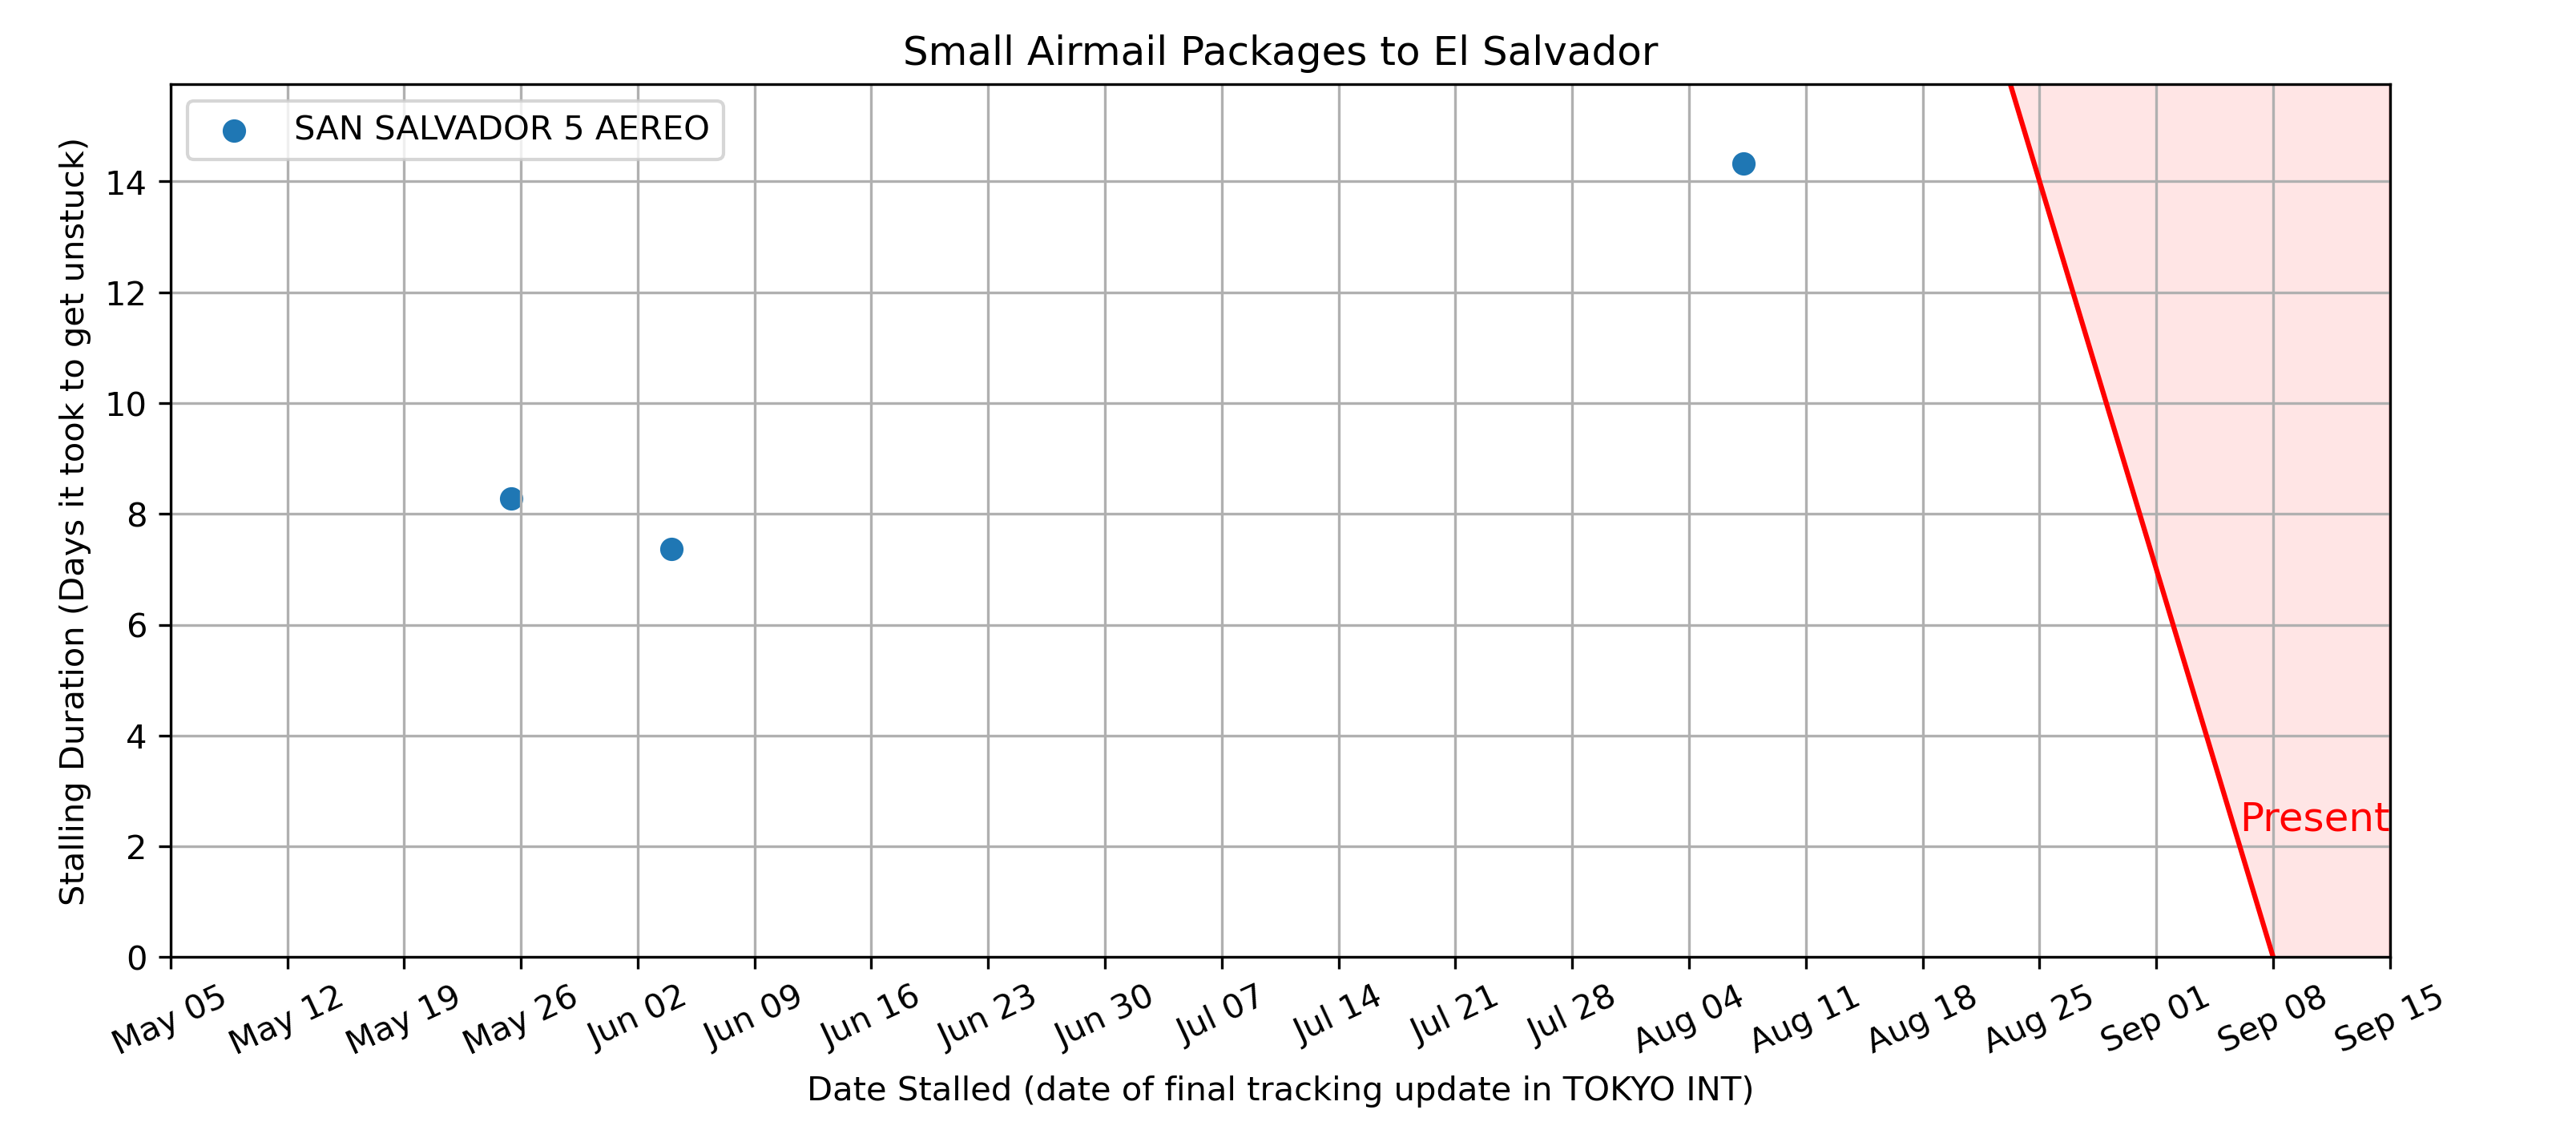 Small Airmail Packages to El Salvador
SAN SALVADOR 5 AEREO
Stalling Duration (Days it took to get unstuck)
14
12
10
8
6
4
2
0
Present
May 05
May 12
May 19
May 26
Jun 02
Jun 09
Jun 16
Jun 23
Jun 30
Jul 07
Jul 14
Jul 21
Jul 28
Aug 04
Aug 11
Aug 18
Aug 25
Sep 01
Sep 08
Sep 15
Date Stalled (date of final tracking update in TOKYO INT)